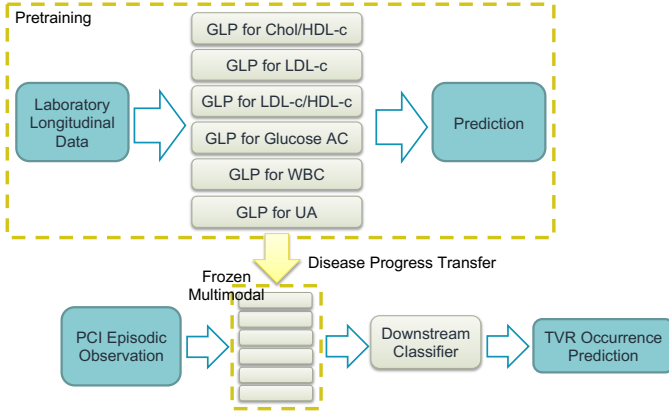 Pretraining
GLP for Chol/HDL-c
GLP for LDL-c
Laboratory
Longitudinal
Data
GLP for LDL-c/HDL-c
GLP for Glucose AC
GLP for WBC
GLP for UA
Prediction
Disease Progress Transfer
Frozen
Multimodal
PCI Episodic
Observation
Downstream
Classifier
TVR Occurrence
Prediction